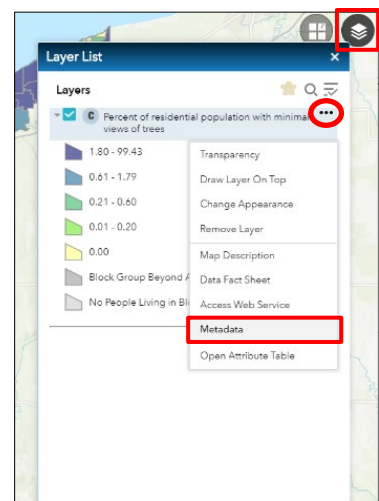 Layer List
×
Layers
C Percent of residential population with minima
views of trees
1.80 - 99.43
0.61 - 1.79
0.21 - 0.60
0.01 - 0.20
0.00
Block Group Beyond
No People Living in Bl
Transparency
Draw Layer On Top
Change Appearance
Remove Layer
Map Description
Data Fact Sheet
Access Web Service
Metadata
Open Attribute Table